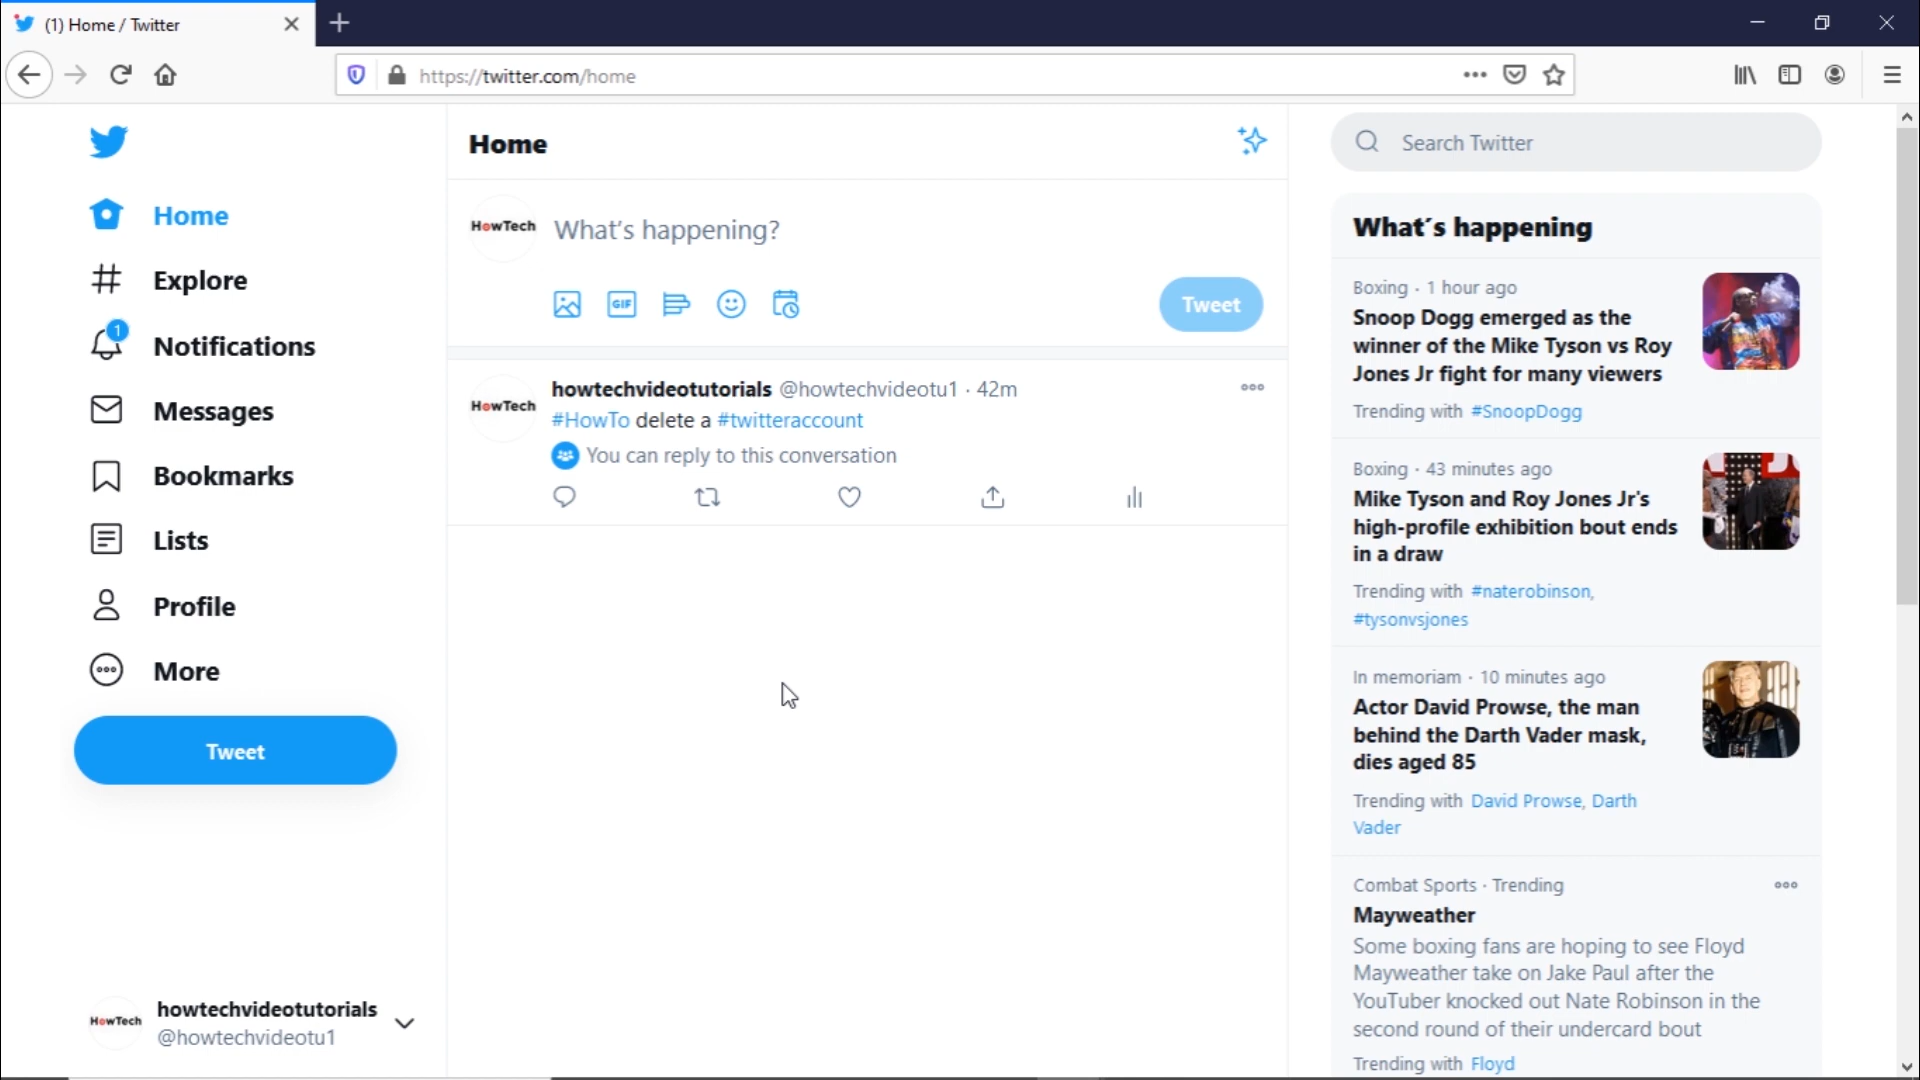 (1) Home / Twitter
https://twitter.com/home
Home
Explore
1
Notifications
Messages
Bookmarks
Lists
Profile
More
Tweet
HowTech
howtechvideotutorials
@howtechvideotu1
Home
HowTech
What's happening?
GIF
Tweet
HowTech
howtechvideotutorials @howtechvideotu1 · 42m
#HowTo delete a #twitteraccount
You can reply to this conversation
Search Twitter
What´s happening
Boxing · 1 hour ago
Snoop Dogg emerged as the
winner of the Mike Tyson vs Roy
Jones Jr fight for many viewers
Trending with #SnoopDogg
Boxing · 43 minutes ago
Mike Tyson and Roy Jones Jr's
high-profile exhibition bout ends
in a draw
Trending with #naterobinson,
#tysonvsjones
In memoriam · 10 minutes ago
Actor David Prowse, the man
behind the Darth Vader mask,
dies aged 85
Trending with David Prowse, Darth
Vader
Combat Sports · Trending
Mayweather
Some boxing fans are hoping to see Floyd
Mayweather take on Jake Paul after the
YouTuber knocked out Nate Robinson in the
second round of their undercard bout
Trending with Floyd